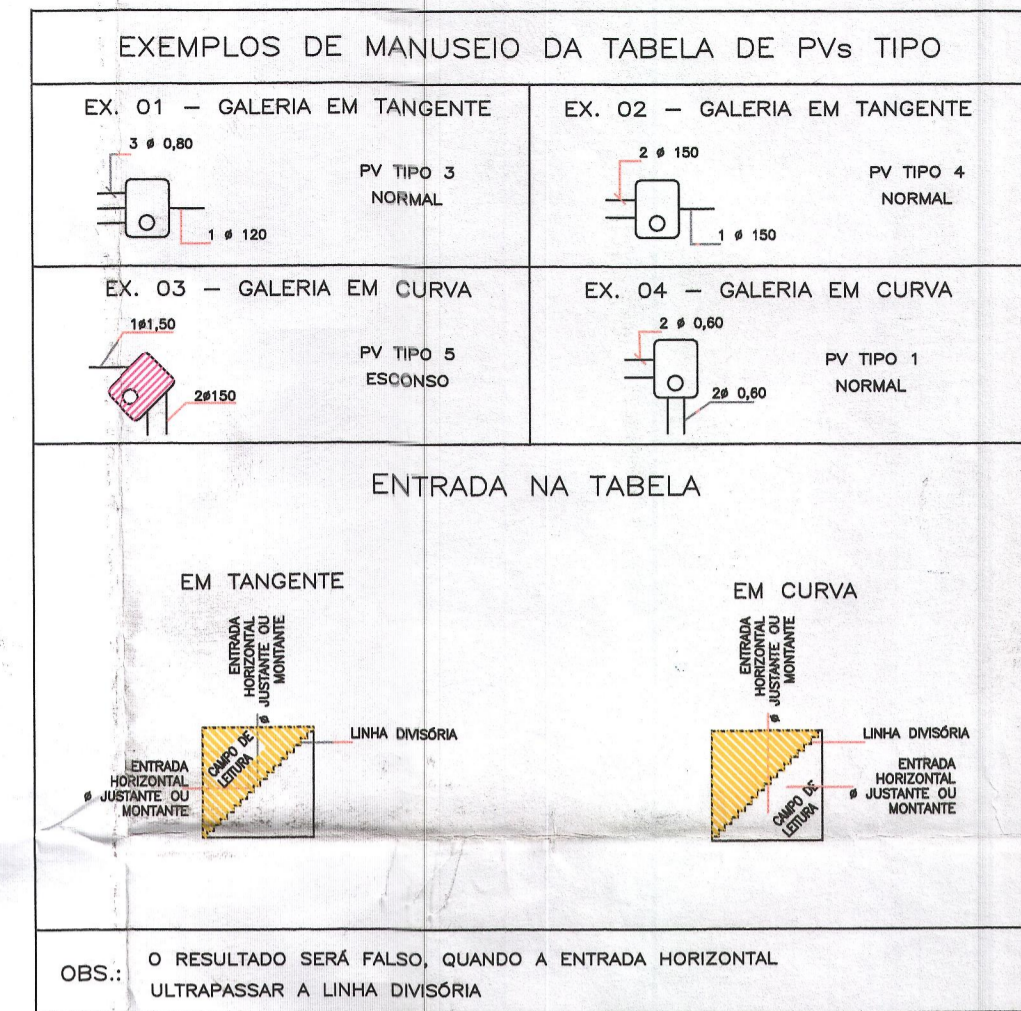 EXEMPLOS DE MANUSEIO DA TABELA DE PVs TIPO
EX. 01 – GALERIA EM TANGENTE
3 ø 0,80
PV TIPO 3
NORMAL
1 ø 120
EX. 02 – GALERIA EM TANGENTE
2 ø 150
PV TIPO 4
NORMAL
1 ø 150
EX. 03 – GALERIA EM CURVA
1ø1,50
PV TIPO 5
ESCONSO
2ø150
EX. 04 – GALERIA EM CURVA
2 ø 0,60
PV TIPO 1
NORMAL
2ø 0,60
ENTRADA NA TABELA
EM TANGENTE
ENTRADA
HORIZONTAL
ø JUSTANTE OU
MONTANTE
LINHA DIVISÓRIA
CAMPO DE
LEITURA
ENTRADA
HORIZONTAL
ø JUSTANTE OU
MONTANTE
EM CURVA
ENTRADA
HORIZONTAL
ø JUSTANTE OU
MONTANTE
LINHA DIVISÓRIA
ENTRADA
HORIZONTAL
ø JUSTANTE OU
MONTANTE
CAMPO DE
LEITURA
OBS.: O RESULTADO SERÁ FALSO, QUANDO A ENTRADA HORIZONTAL
ULTRAPASSAR A LINHA DIVISÓRIA